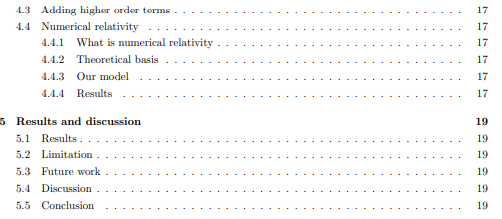 4.3 Adding higher order terms . . . . . . . . . . . . . . . . . . . . . . . . . . . . . . . . . 17
4.4 Numerical relativity . . . . . . . . . . . . . . . . . . . . . . . . . . . . . . . . . . . . 17
4.4.1 What is numerical relativity . . . . . . . . . . . . . . . . . . . . . . . . . . . . 17
4.4.2 Theoretical basis . . . . . . . . . . . . . . . . . . . . . . . . . . . . . . . . . . 17
4.4.3 Our model . . . . . . . . . . . . . . . . . . . . . . . . . . . . . . . . . . . . . 17
4.4.4 Results . . . . . . . . . . . . . . . . . . . . . . . . . . . . . . . . . . . . . . . 17
5 Results and discussion 19
5.1 Results . . . . . . . . . . . . . . . . . . . . . . . . . . . . . . . . . . . . . . . . . . . 19
5.2 Limitation . . . . . . . . . . . . . . . . . . . . . . . . . . . . . . . . . . . . . . . . . 19
5.3 Future work . . . . . . . . . . . . . . . . . . . . . . . . . . . . . . . . . . . . . . . . 19
5.4 Discussion . . . . . . . . . . . . . . . . . . . . . . . . . . . . . . . . . . . . . . . . . 19
5.5 Conclusion . . . . . . . . . . . . . . . . . . . . . . . . . . . . . . . . . . . . . . . . 19